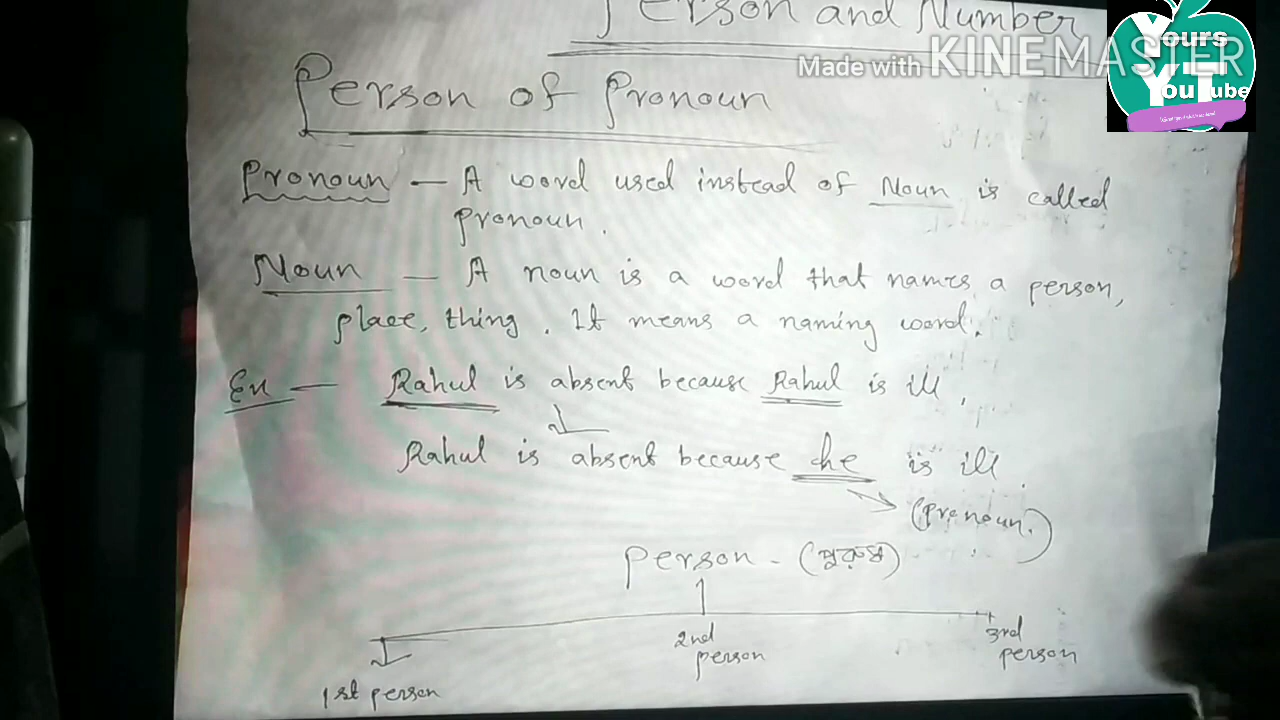 Person and Number
Made with KINEMASTER
Yours
YT
YouTube
Person of Pronoun
Pronoun - A word used instead of Noun is called
pronoun.
Noun - A noun is a word that names a person,
place, thing. It means a naming word.
Ex - Rahul is absent because Rahul is ill.
Rahul is absent because he is ill.
(Pronoun.)
person - (পুরুষ)
1st person
2nd
person
3rd
person